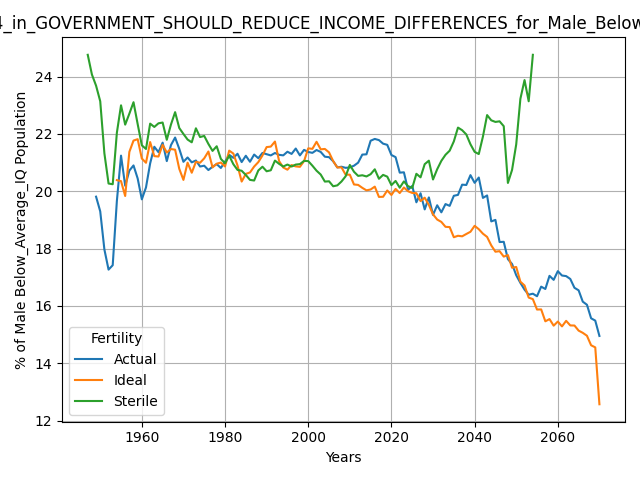 4_in_GOVERNMENT_SHOULD_REDUCE_INCOME_DIFFERENCES_for_Male_Below
% of Male Below_Average_IQ Population
24
22
20
18
16
14
12
Fertility
Actual
Ideal
Sterile
1960 1980 2000 2020 2040 2060
Years